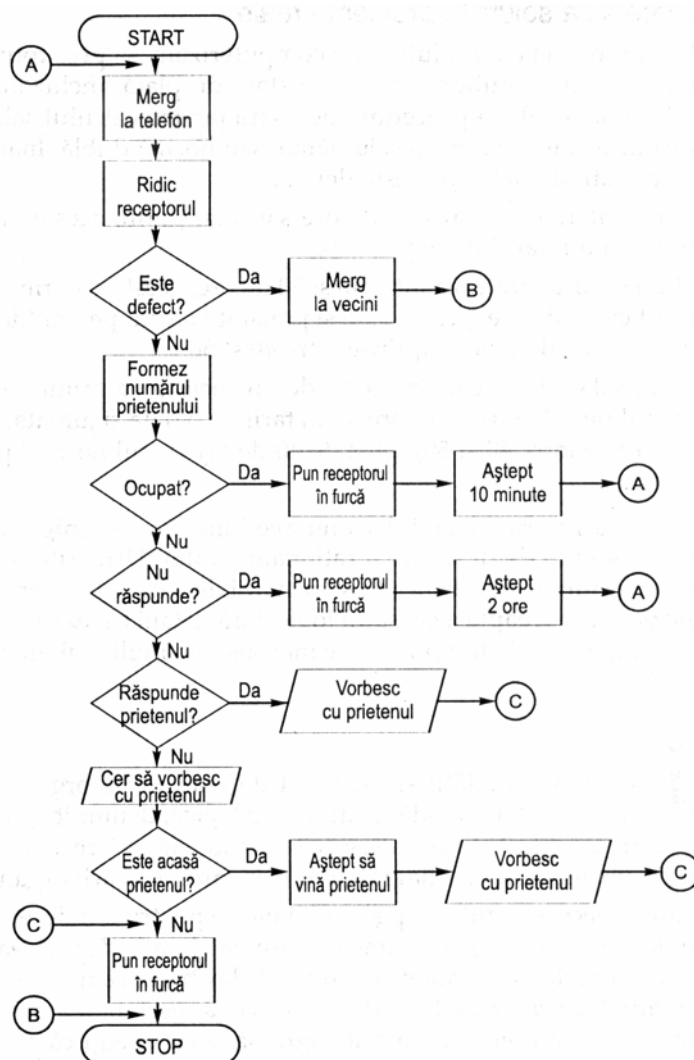 START
A
Merg
la telefon
Ridic
receptorul
Este
defect?
Da
Merg
la vecini
B
Nu
Formez
numărul
prietenului
Ocupat?
Da
Pun receptorul
în furcă
Aştept
10 minute
A
Nu
Nu
răspunde?
Da
Pun receptorul
în furcă
Aştept
2 ore
A
Nu
Răspunde
prietenul?
Da
Vorbesc
cu prietenul
C
Nu
Cer să vorbesc
cu prietenul
Este acasă
prietenul?
Da
Aştept să
vină prietenul
Vorbesc
cu prietenul
C
Nu
C
Pun receptorul
în furcă
B
STOP